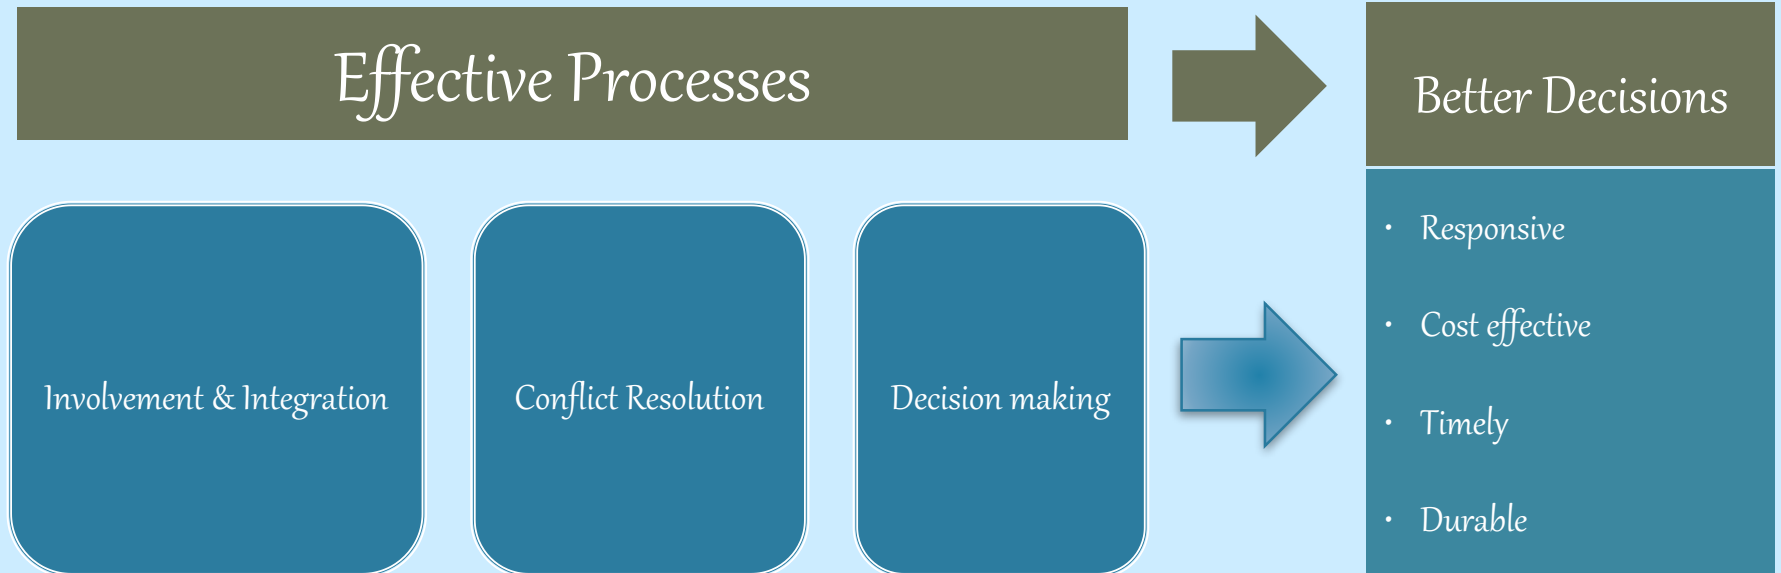 Effective Processes
Better Decisions
Involvement & Integration
Conflict Resolution
Decision making
• Responsive
• Cost effective
• Timely
• Durable